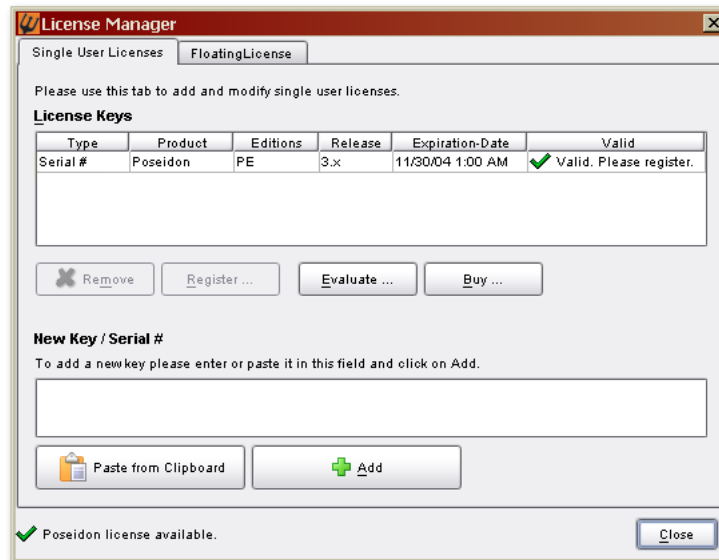 License Manager
Single User Licenses FloatingLicense
Please use this tab to add and modify single user licenses.
License Keys
Type Product Editions Release Expiration-Date Valid
Serial # Poseidon PE 3.x 11/30/04 1:00 AM Valid. Please register.
Remove Register ... Evaluate ... Buy ...
New Key / Serial #
To add a new key please enter or paste it in this field and click on Add.
Paste from Clipboard Add
Poseidon license available. Close